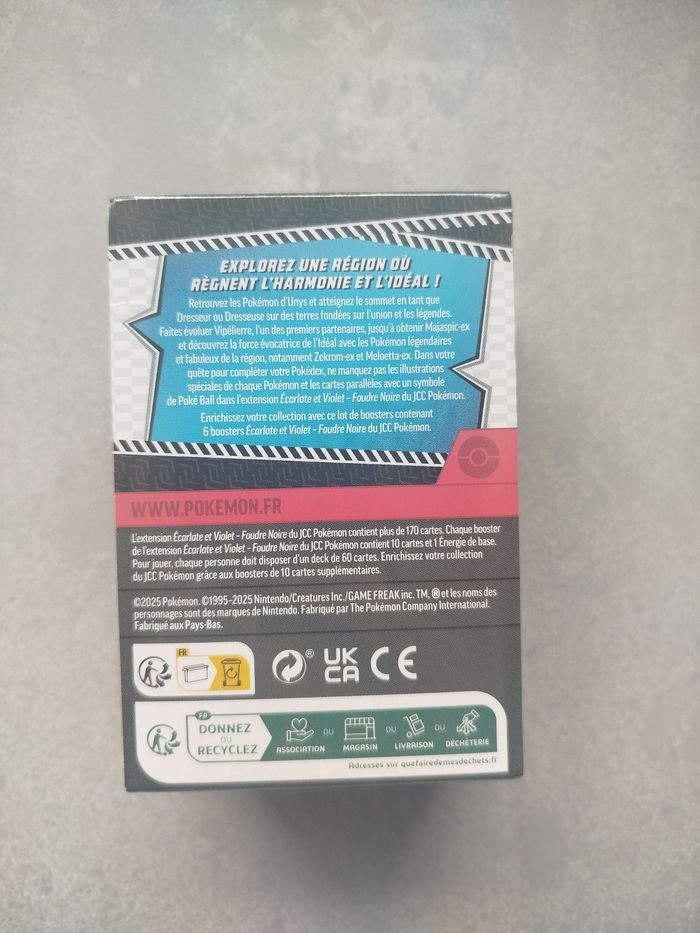 EXPLOREZ UNE RÉGION OÙ
RÈGNENT L'HARMONIE ET L'IDÉAL !
Retrouvez les Pokémon d'Unys et atteignez le sommet en tant que
Dresseur ou Dresseuse sur des terres fondées sur l'union et les légendes.
Faites évoluer Vipélierre, l'un des premiers partenaires, jusqu'à obtenir Majaspic-ex
et découvrez la force évocatrice de l'Idéal avec les Pokémon légendaires
et fabuleux de la région, notamment Zekrom-ex et Meloetta-ex. Dans votre
quête pour compléter votre Pokédex, ne manquez pas les illustrations
spéciales de chaque Pokémon et les cartes parallèles avec un symbole
de Poké Ball dans l'extension Écarlate et Violet – Foudre Noire du JCC Pokémon.
Enrichissez votre collection avec ce lot de boosters contenant
6 boosters Écarlate et Violet – Foudre Noire du JCC Pokémon.
WWW.POKEMON.FR
L'extension Écarlate et Violet – Foudre Noire du JCC Pokémon contient plus de 170 cartes. Chaque booster
de l'extension Écarlate et Violet – Foudre Noire du JCC Pokémon contient 10 cartes et 1 Énergie de base.
Pour jouer, chaque personne doit disposer d'un deck de 60 cartes. Enrichissez votre collection
du JCC Pokémon grâce aux boosters de 10 cartes supplémentaires.
©2025 Pokémon. ©1995-2025 Nintendo/Creatures Inc./GAME FREAK inc. TM, ® et les noms des
personnages sont des marques de Nintendo. Fabriqué par The Pokémon Company International.
Fabriqué aux Pays-Bas.
FR
® UK CA CE
FR
DONNEZ
OU
RECYCLEZ
ASSOCIATION OU MAGASIN OU LIVRAISON OU DÉCHÈTERIE
Adresses sur quefairedemesdechets.fr